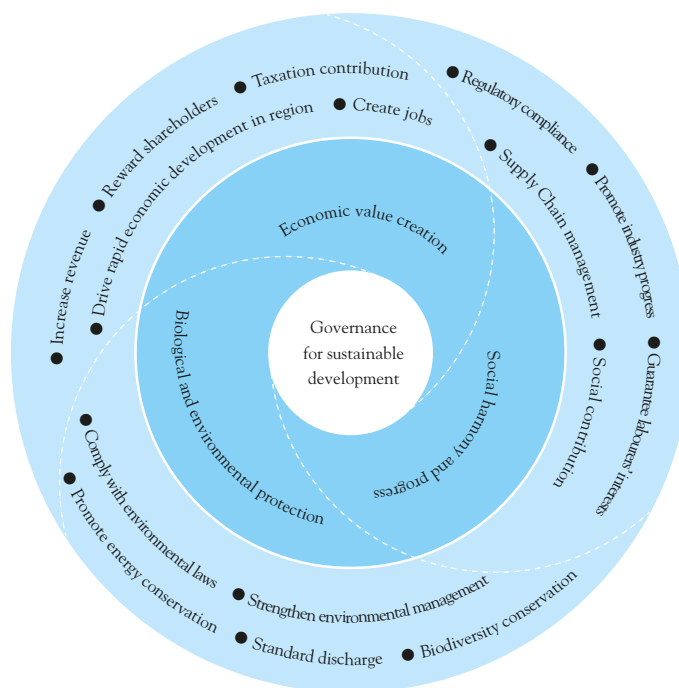 Governance
for sustainable
development
Economic value creation
Social harmony and progress
Biological and environmental protection
Increase revenue
Reward shareholders
Taxation contribution
Drive rapid economic development in region
Create jobs
Regulatory compliance
Promote industry progress
Guarantee labourers' interests
Supply Chain management
Social contribution
Comply with environmental laws
Strengthen environmental management
Promote energy conservation
Standard discharge
Biodiversity conservation